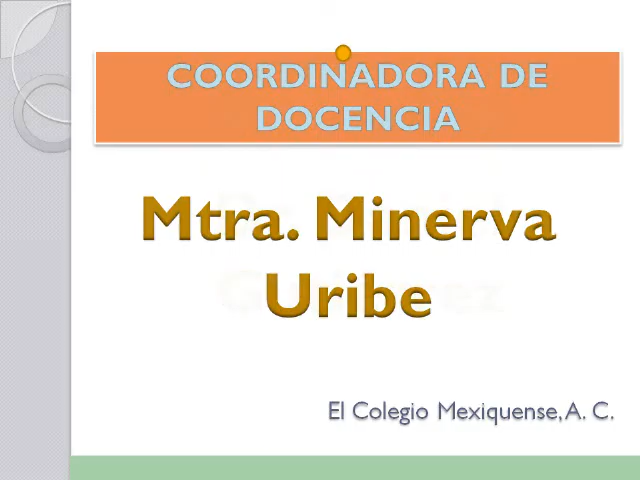 COORDINADORA DE
DOCENCIA
Mtra. Minerva
Uribe
El Colegio Mexiquense, A. C.